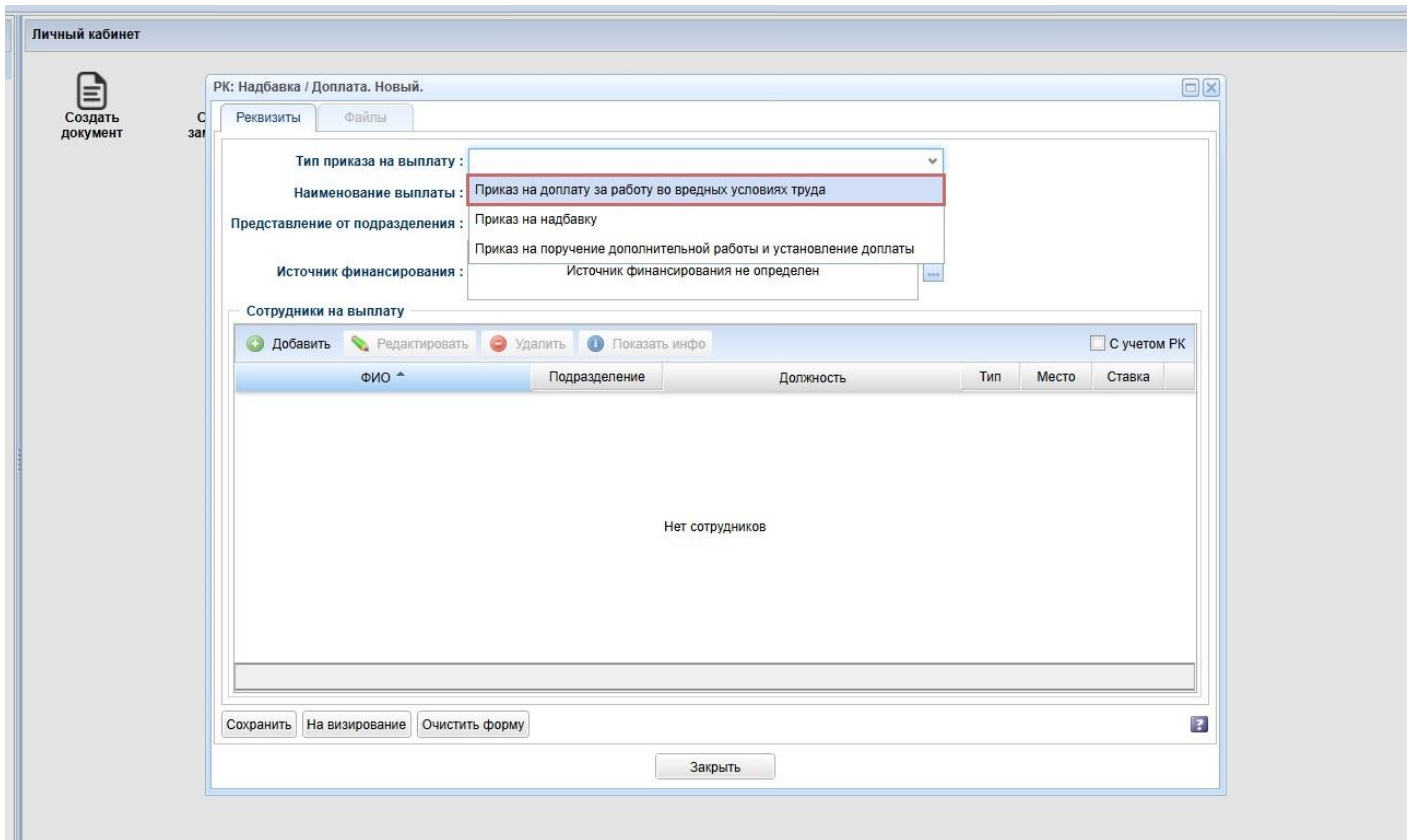 Личный кабинет
Создать
документ
РК: Надбавка / Доплата. Новый.
Реквизиты
Файлы
Тип приказа на выплату :
Наименование выплаты :
Приказ на доплату за работу во вредных условиях труда
Представление от подразделения :
Приказ на надбавку
Приказ на поручение дополнительной работы и установление доплаты
Источник финансирования :
Источник финансирования не определен
...
Сотрудники на выплату
Добавить
Редактировать
Удалить
Показать инфо
С учетом РК
ФИО
Подразделение
Должность
Тип
Место
Ставка
Нет сотрудников
Сохранить
На визирование
Очистить форму
?
Закрыть